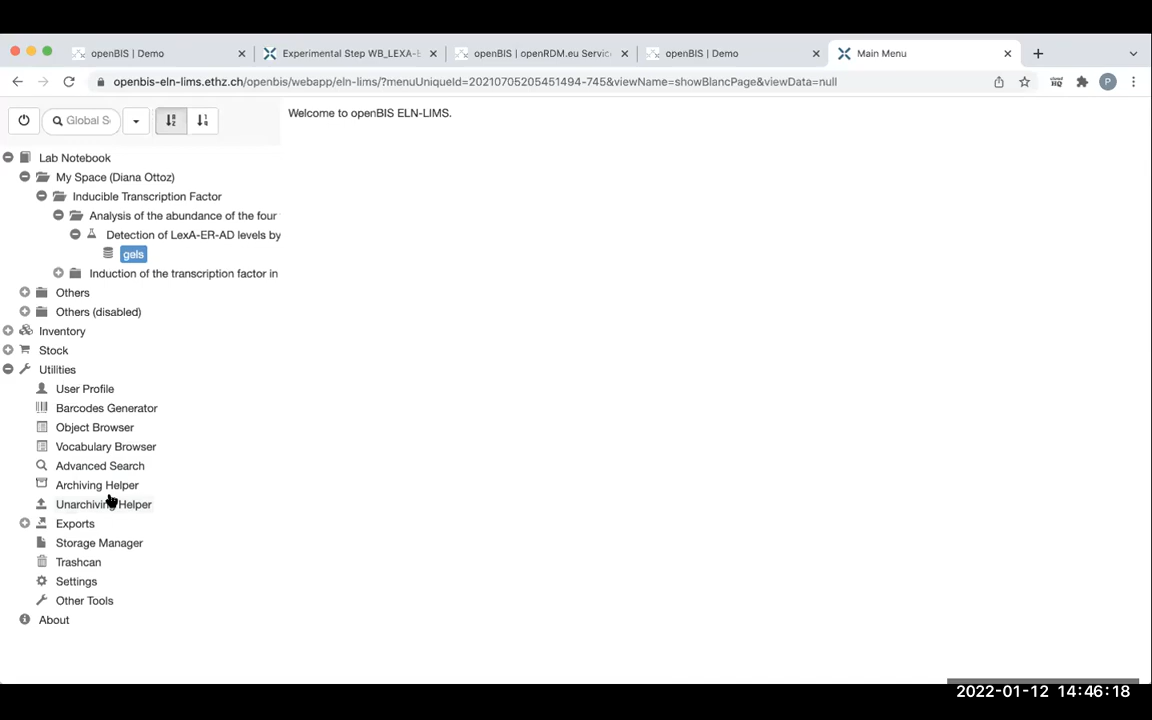 openBIS | Demo
Experimental Step WB_LEXA-
openBIS | openRDM.eu Servic
openBIS | Demo
Main Menu
openbis-eln-lims.ethz.ch/openbis/webapp/eln-lims/?menuUniqueId=20210705205451494-745&viewName=showBlancPage&viewData=null
P
Global S
Welcome to openBIS ELN-LIMS.
Lab Notebook
My Space (Diana Ottoz)
Inducible Transcription Factor
Analysis of the abundance of the four
Detection of LexA-ER-AD levels by
gels
Induction of the transcription factor in
Others
Others (disabled)
Inventory
Stock
Utilities
User Profile
Barcodes Generator
Object Browser
Vocabulary Browser
Advanced Search
Archiving Helper
Unarchiving Helper
Exports
Storage Manager
Trashcan
Settings
Other Tools
About
2022-01-12 14:46:18